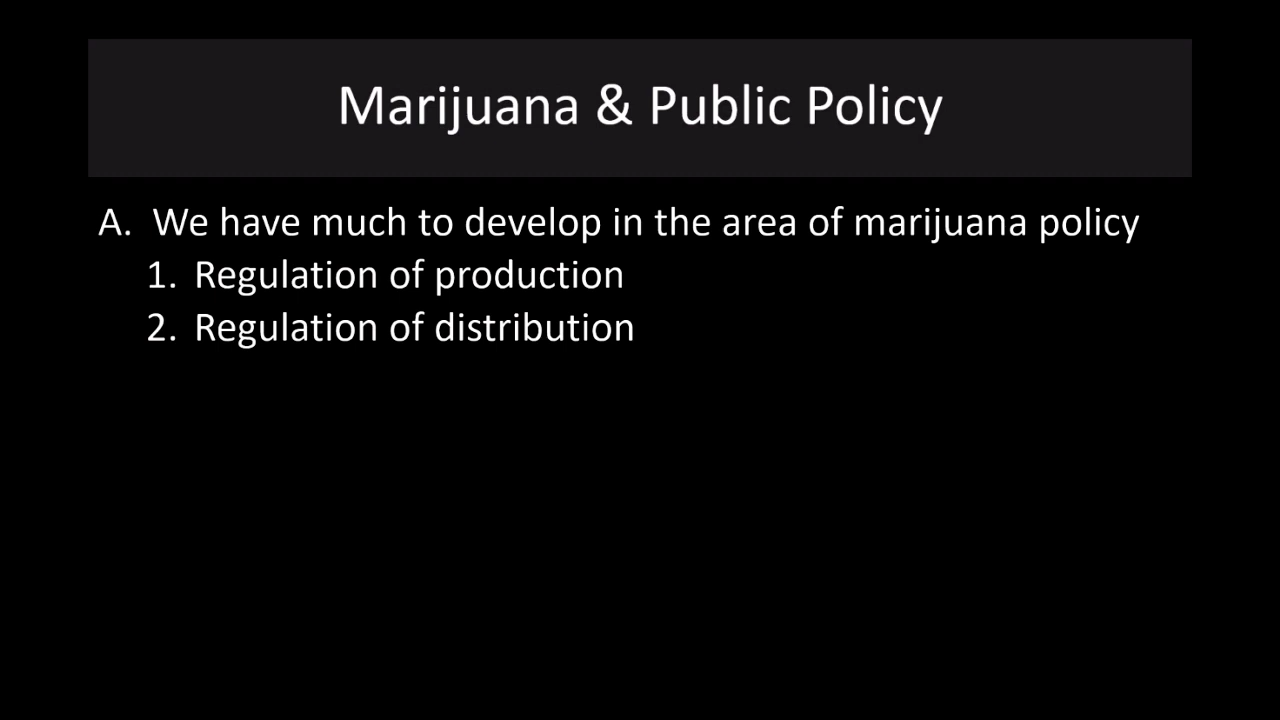 Marijuana & Public Policy
A. We have much to develop in the area of marijuana policy
1. Regulation of production
2. Regulation of distribution